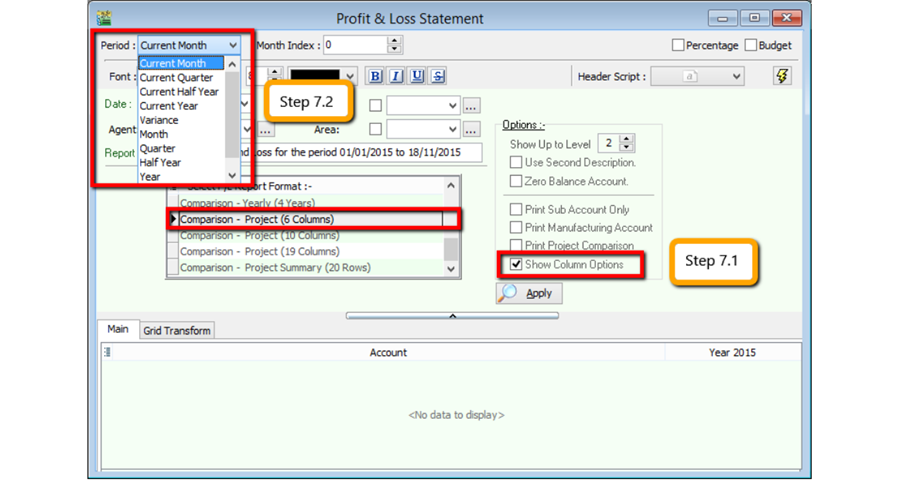 Profit & Loss Statement
Period : Current Month Month Index : 0 Percentage Budget
Current Month
Current Quarter
Current Half Year
Current Year
Variance
Month
Quarter
Half Year
Year
Font : B I U S Header Script : a
Step 7.2
Date : ...
Agent ... Area: ...
Report nd Loss for the period 01/01/2015 to 18/11/2015
Report Format :-
Comparison - Yearly (4 Years)
Comparison - Project (6 Columns)
Comparison - Project (10 Columns)
Comparison - Project (19 Columns)
Comparison - Project Summary (20 Rows)
Options :-
Show Up to Level 2
Use Second Description.
Zero Balance Account.
Print Sub Account Only
Print Manufacturing Account
Print Project Comparison
Show Column Options
Step 7.1
Apply
Main Grid Transform
Account Year 2015
<No data to display>